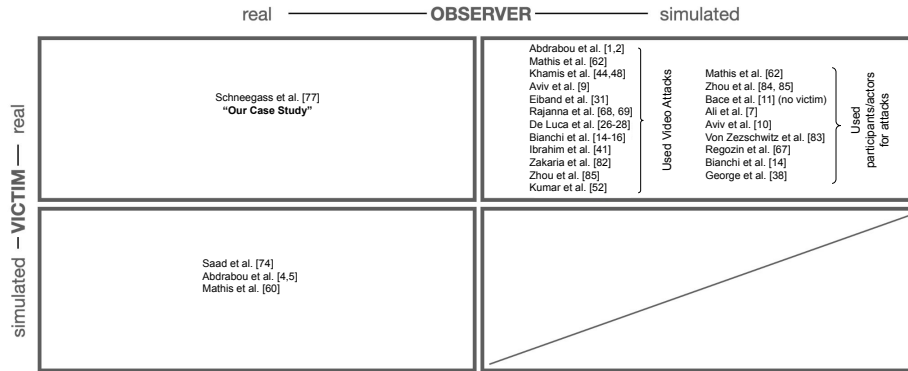 real OBSERVER simulated
VICTIM
real
simulated
Schneegass et al. [77]
“Our Case Study”
Abdrabou et al. [1,2]
Mathis et al. [62]
Khamis et al. [44,48]
Aviv et al. [9]
Eiband et al. [31]
Rajanna et al. [68, 69]
De Luca et al. [26-28]
Bianchi et al. [14-16]
Ibrahim et al. [41]
Zakaria et al. [82]
Zhou et al. [85]
Kumar et al. [52]
Used Video Attacks
Mathis et al. [62]
Zhou et al. [84, 85]
Bace et al. [11] (no victim)
Ali et al. [7]
Aviv et al. [10]
Von Zezschwitz et al. [83]
Regozin et al. [67]
Bianchi et al. [14]
George et al. [38]
Used
participants/actors
for attacks
Saad et al. [74]
Abdrabou et al. [4,5]
Mathis et al. [60]